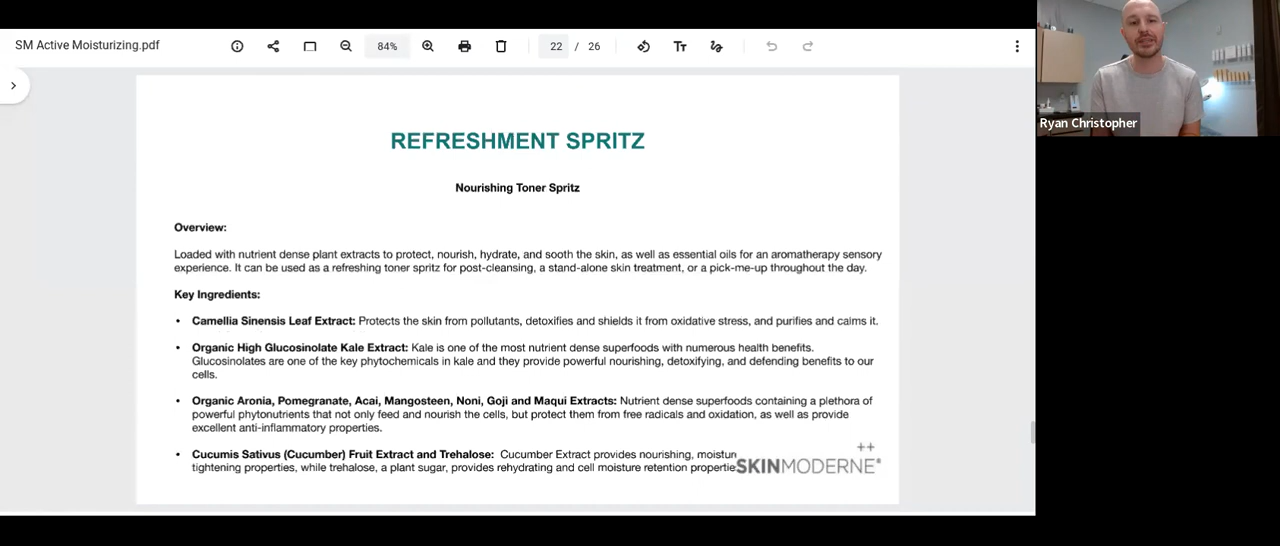 SM Active Moisturizing.pdf
84%
22 / 26
Ryan Christopher
REFRESHMENT SPRITZ
Nourishing Toner Spritz
Overview:
Loaded with nutrient dense plant extracts to protect, nourish, hydrate, and sooth the skin, as well as essential oils for an aromatherapy sensory
experience. It can be used as a refreshing toner spritz for post-cleansing, a stand-alone skin treatment, or a pick-me-up throughout the day.
Key Ingredients:
• Camellia Sinensis Leaf Extract: Protects the skin from pollutants, detoxifies and shields it from oxidative stress, and purifies and calms it.
• Organic High Glucosinolate Kale Extract: Kale is one of the most nutrient dense superfoods with numerous health benefits.
Glucosinolates are one of the key phytochemicals in kale and they provide powerful nourishing, detoxifying, and defending benefits to our
cells.
• Organic Aronia, Pomegranate, Acai, Mangosteen, Noni, Goji and Maqui Extracts: Nutrient dense superfoods containing a plethora of
powerful phytonutrients that not only feed and nourish the cells, but protect them from free radicals and oxidation, as well as provide
excellent anti-inflammatory properties.
• Cucumis Sativus (Cucumber) Fruit Extract and Trehalose: Cucumber Extract provides nourishing, moisture
tightening properties, while trehalose, a plant sugar, provides rehydrating and cell moisture retention propertie
++
SKINMODERNE